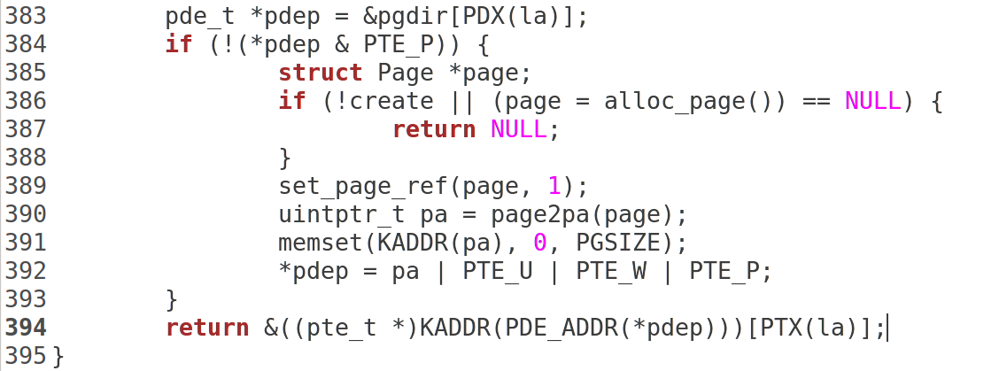 383        pde_t *pdep = &pgdir[PDX(la)];
384        if (!(*pdep & PTE_P)) {
385                struct Page *page;
386                if (!create || (page = alloc_page()) == NULL) {
387                        return NULL;
388                }
389                set_page_ref(page, 1);
390                uintptr_t pa = page2pa(page);
391                memset(KADDR(pa), 0, PGSIZE);
392                *pdep = pa | PTE_U | PTE_W | PTE_P;
393        }
394        return &((pte_t *)KADDR(PDE_ADDR(*pdep)))[PTX(la)];
395 }